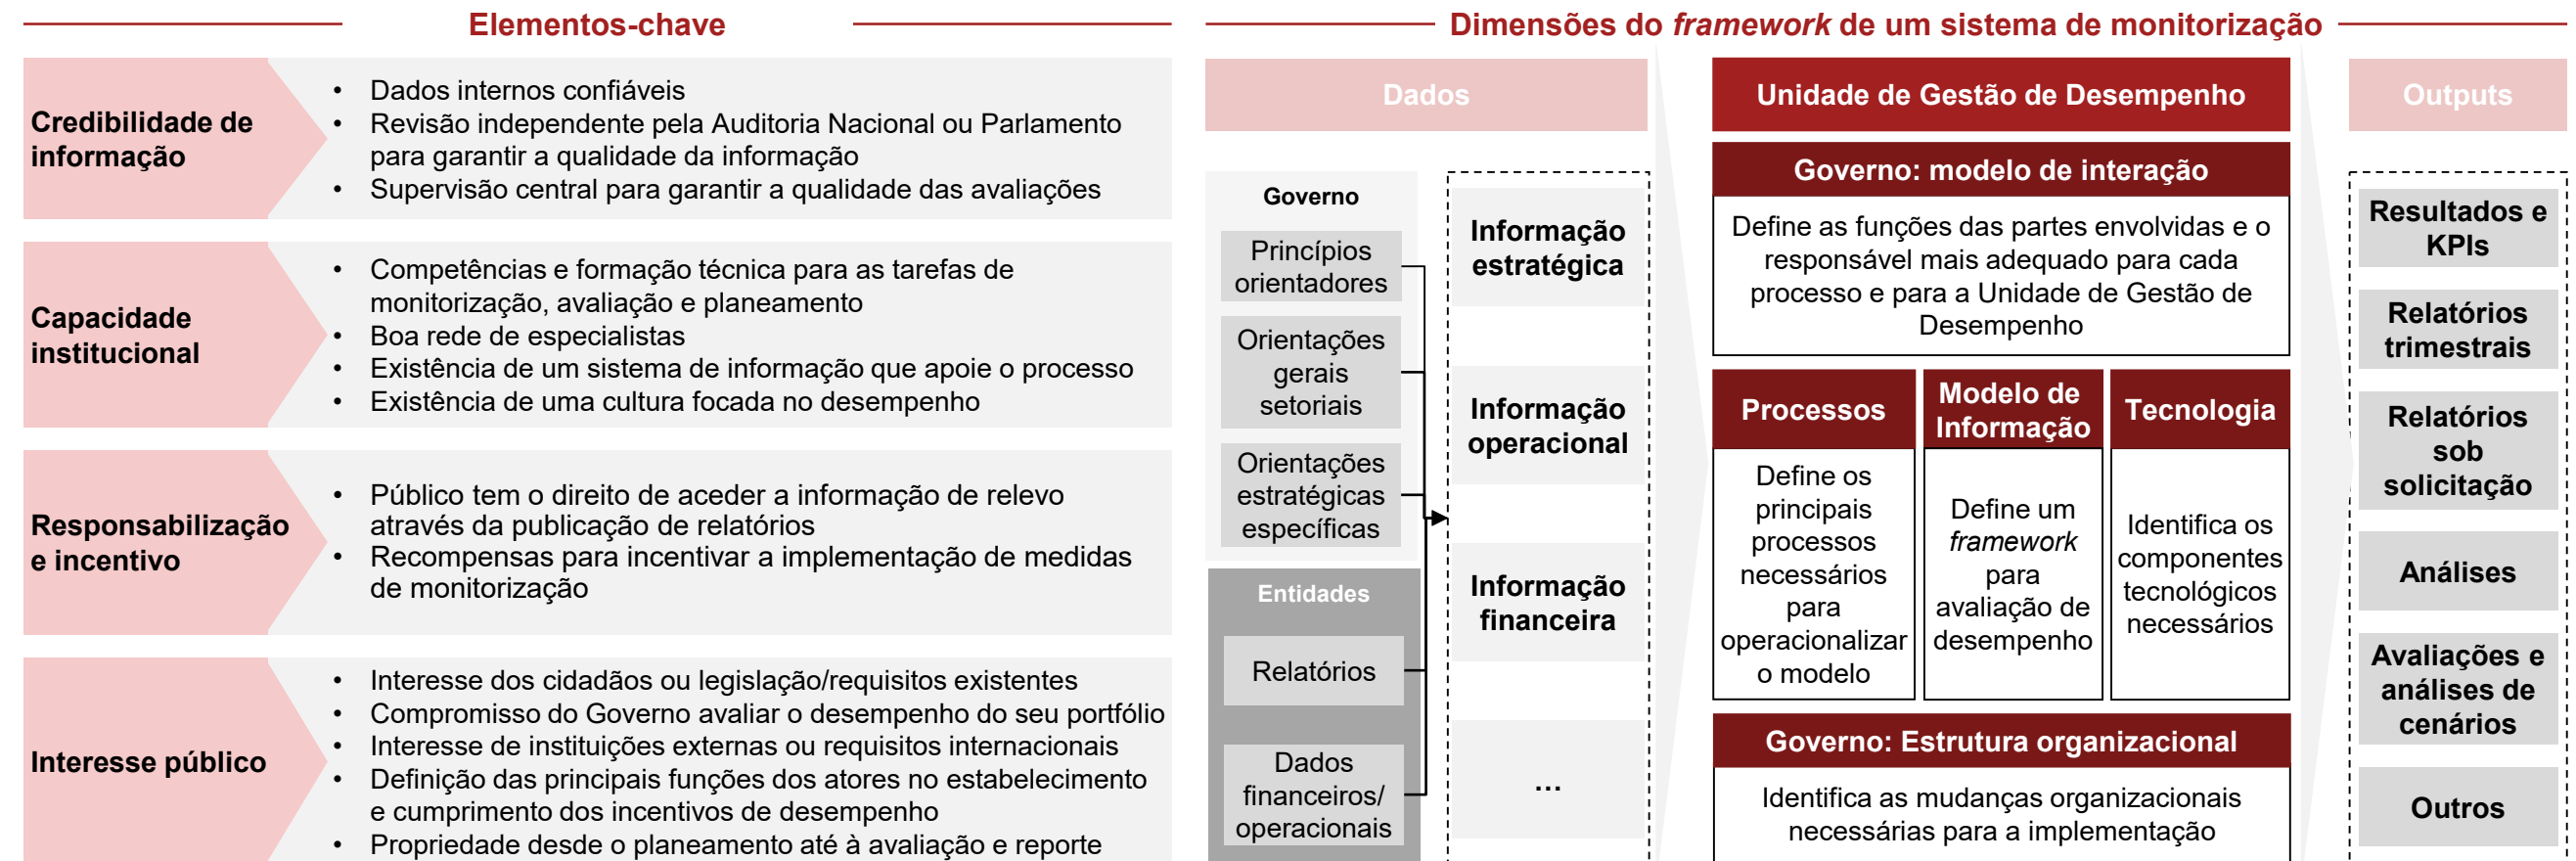 Elementos-chave
Credibilidade de
informação
• Dados internos confiáveis
• Revisão independente pela Auditoria Nacional ou Parlamento
para garantir a qualidade da informação
• Supervisão central para garantir a qualidade das avaliações
Capacidade
institucional
• Competências e formação técnica para as tarefas de
monitorização, avaliação e planeamento
• Boa rede de especialistas
• Existência de um sistema de informação que apoie o processo
• Existência de uma cultura focada no desempenho
Responsabilização
e incentivo
• Público tem o direito de aceder a informação de relevo
através da publicação de relatórios
• Recompensas para incentivar a implementação de medidas
de monitorização
Interesse público
• Interesse dos cidadãos ou legislação/requisitos existentes
• Compromisso do Governo avaliar o desempenho do seu portfólio
• Interesse de instituições externas ou requisitos internacionais
• Definição das principais funções dos atores no estabelecimento
e cumprimento dos incentivos de desempenho
• Propriedade desde o planeamento até à avaliação e reporte
Dimensões do framework de um sistema de monitorização
Dados
Governo
Princípios
orientadores
Orientações
gerais
setoriais
Orientações
estratégicas
específicas
Entidades
Relatórios
Dados
financeiros/
operacionais
Informação
estratégica
Informação
operacional
Informação
financeira
...
Unidade de Gestão de Desempenho
Governo: modelo de interação
Define as funções das partes envolvidas e o
responsável mais adequado para cada
processo e para a Unidade de Gestão de
Desempenho
Processos
Define os
principais
processos
necessários
para
operacionalizar
o modelo
Modelo de
Informação
Define um
framework
para
avaliação de
desempenho
Tecnologia
Identifica os
componentes
tecnológicos
necessários
Governo: Estrutura organizacional
Identifica as mudanças organizacionais
necessárias para a implementação
Outputs
Resultados e
KPIs
Relatórios
trimestrais
Relatórios
sob
solicitação
Análises
Avaliações e
análises de
cenários
Outros